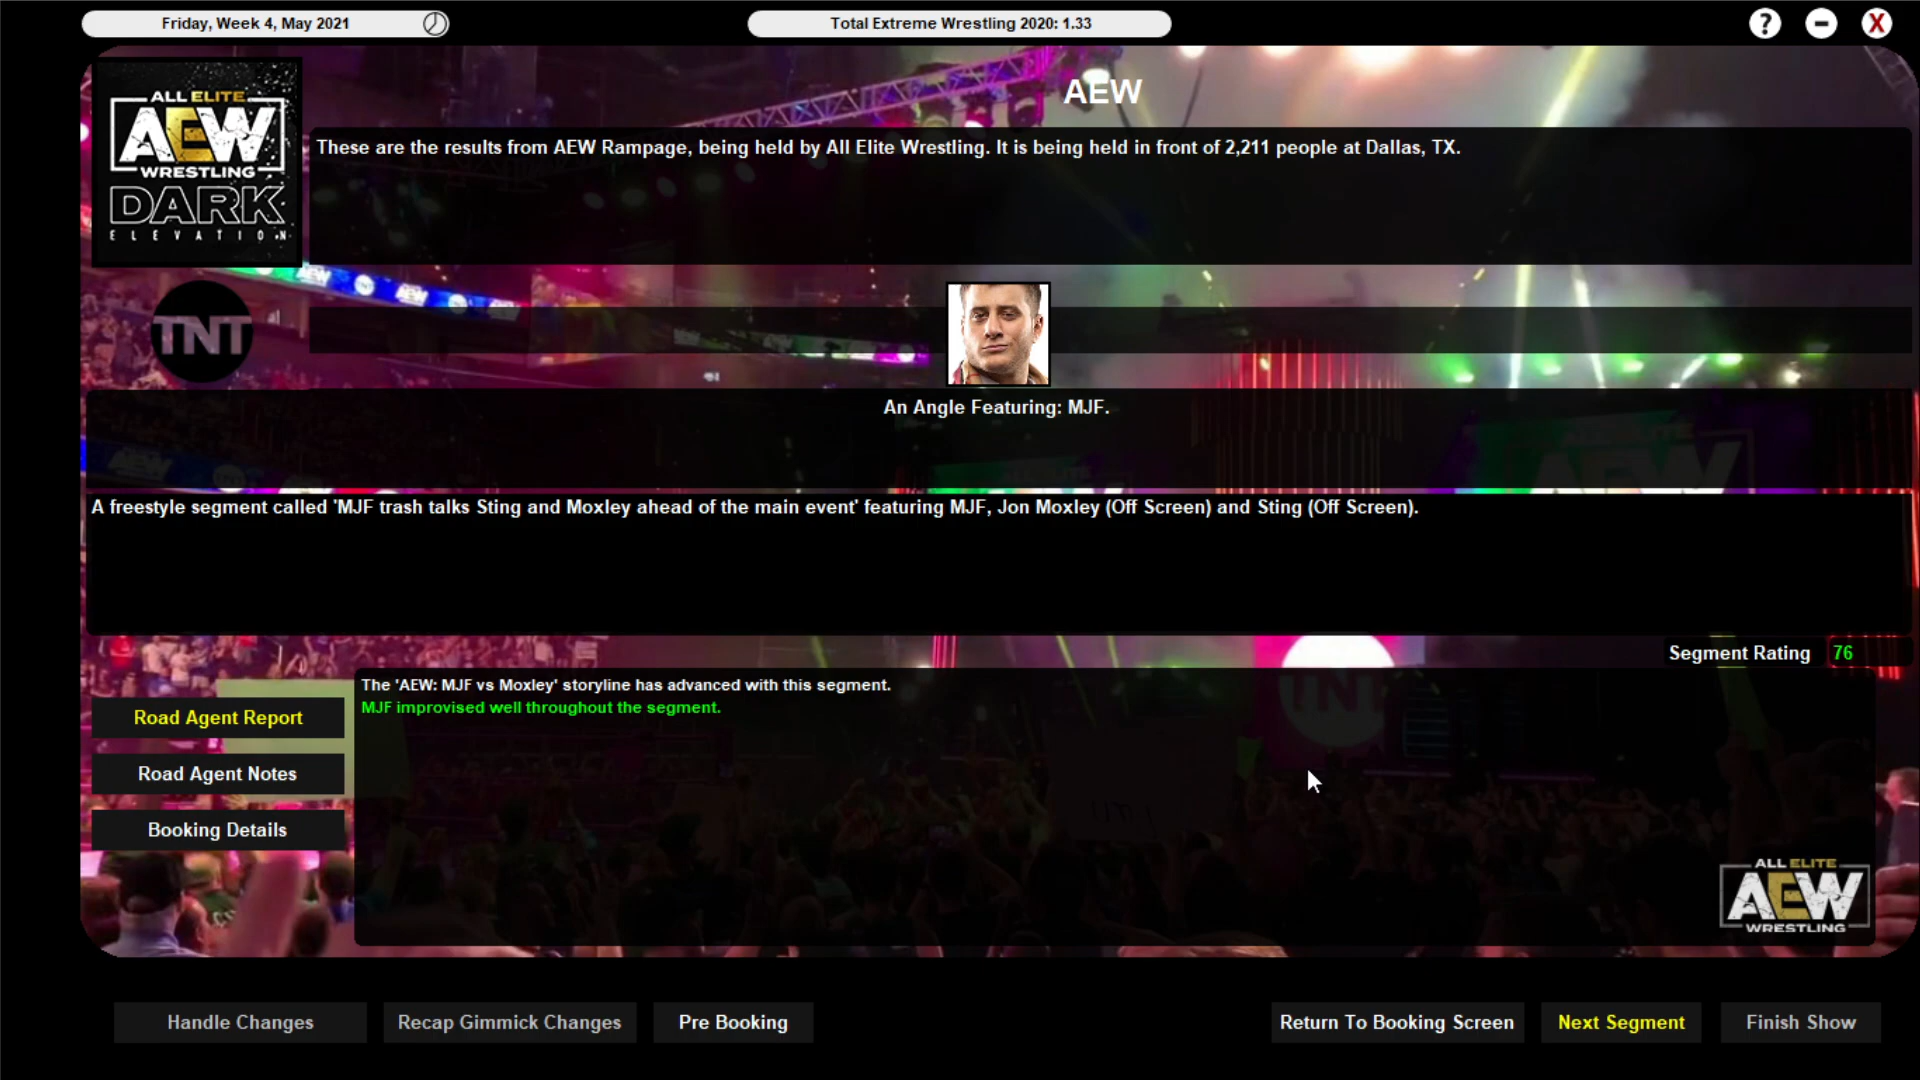 Friday, Week 4, May 2021
Total Extreme Wrestling 2020: 1.33
?
X
ALL ELITE
AEW
WRESTLING
DARK
ELEVATION
AEW
These are the results from AEW Rampage, being held by All Elite Wrestling. It is being held in front of 2,211 people at Dallas, TX.
TNT
An Angle Featuring: MJF.
A freestyle segment called 'MJF trash talks Sting and Moxley ahead of the main event' featuring MJF, Jon Moxley (Off Screen) and Sting (Off Screen).
Segment Rating 76
Road Agent Report
Road Agent Notes
Booking Details
The 'AEW: MJF vs Moxley' storyline has advanced with this segment.
MJF improvised well throughout the segment.
TNT
ALL ELITE
AEW
WRESTLING
Handle Changes
Recap Gimmick Changes
Pre Booking
Return To Booking Screen
Next Segment
Finish Show